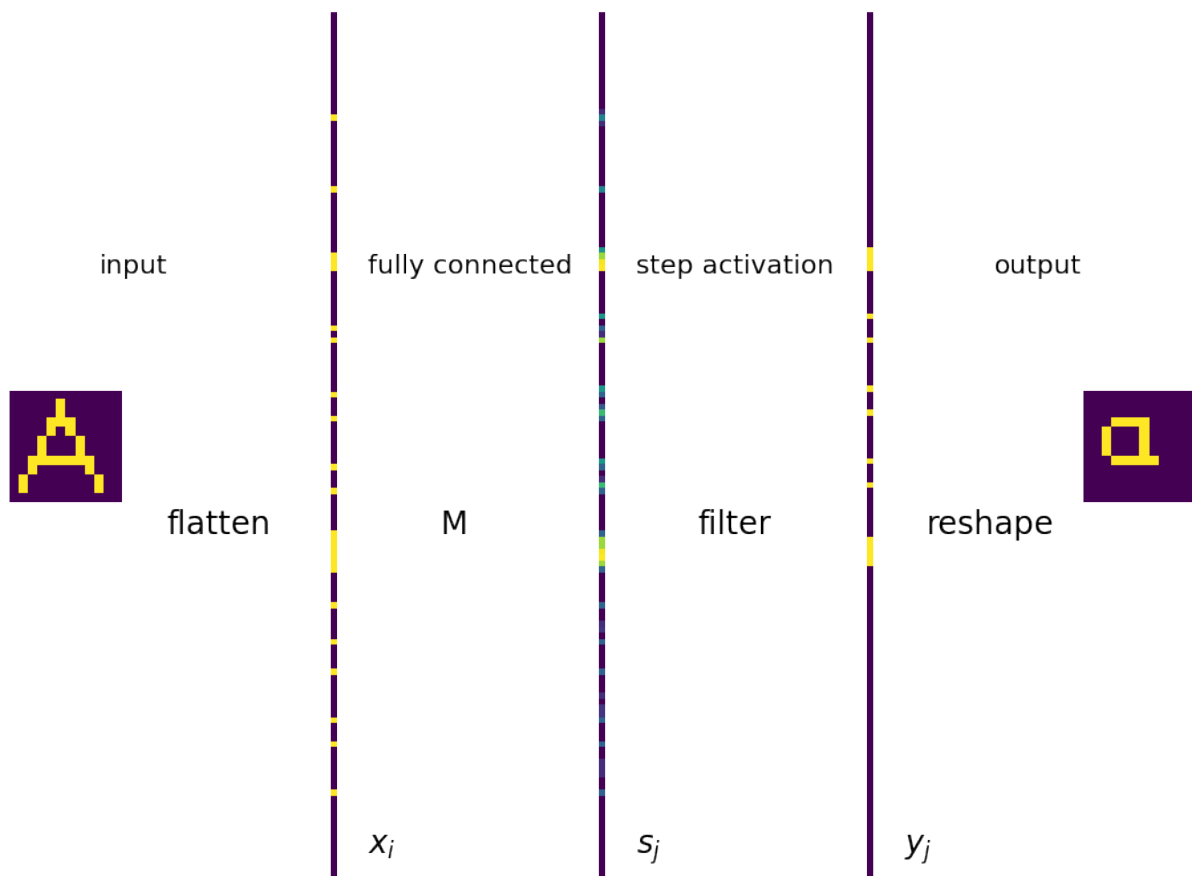 input
fully connected
step activation
output
A
a
flatten
M
filter
reshape
x_i
s_j
y_j